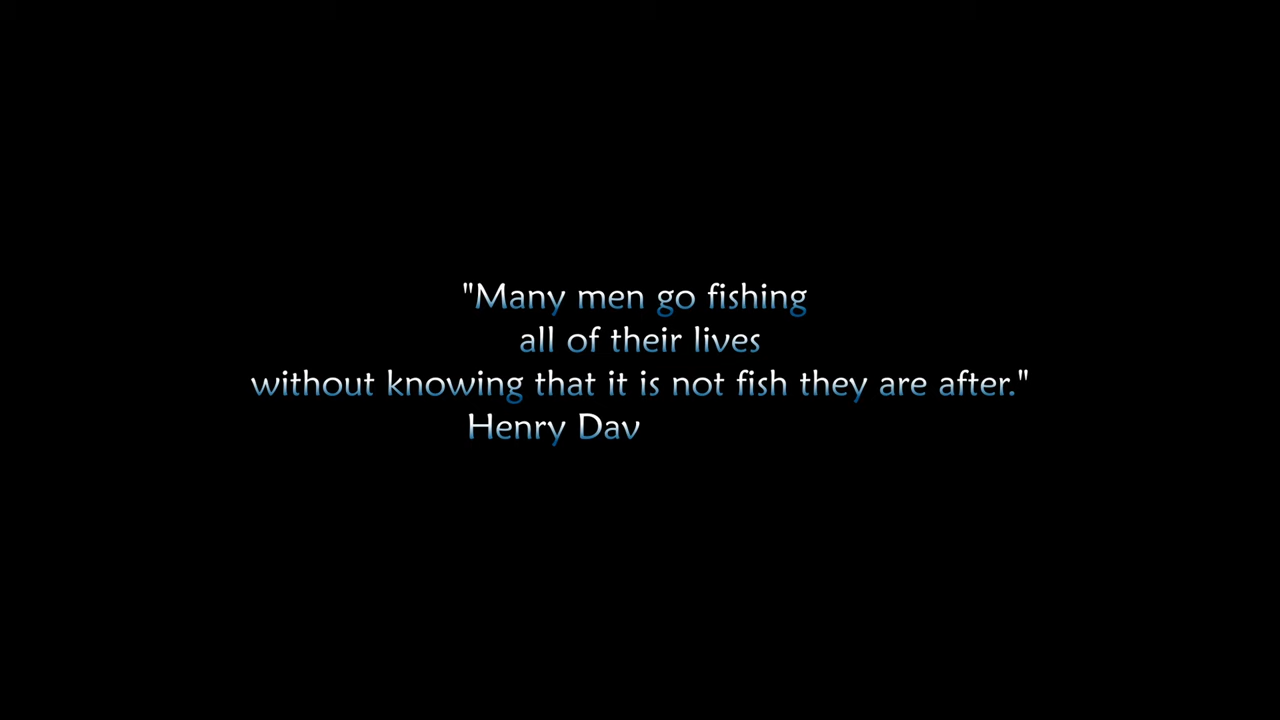 "Many men go fishing
all of their lives
without knowing that it is not fish they are after."
Henry Dav